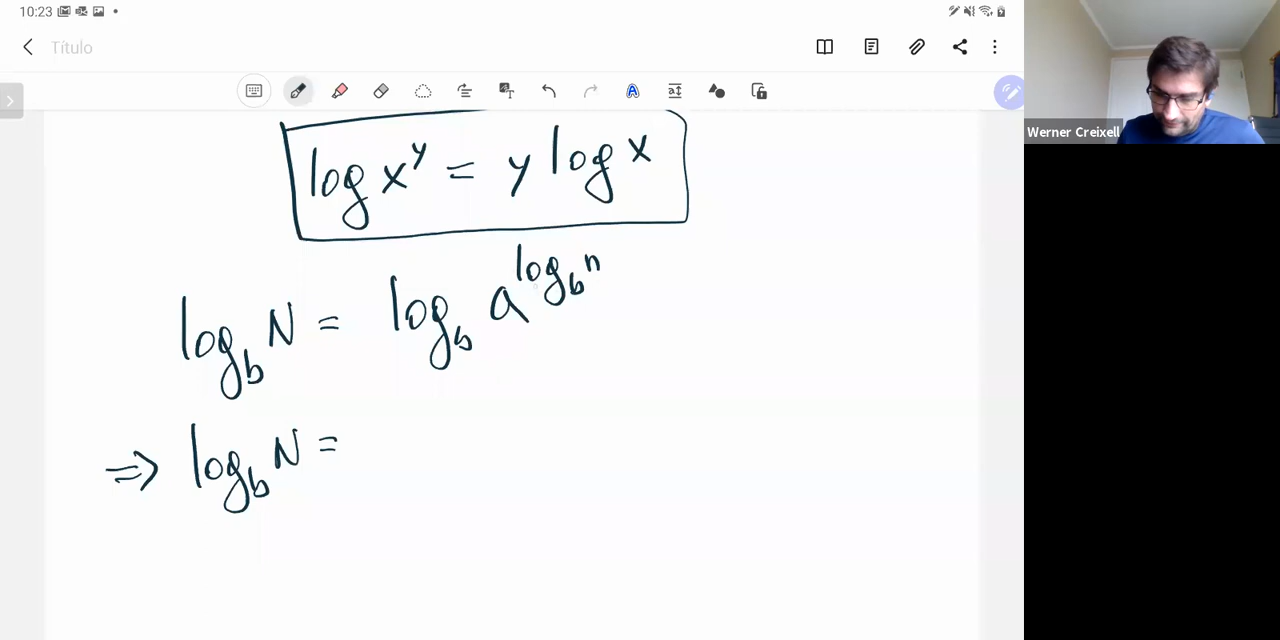 10:23
Título
Werner Creixell
log x^y = y log x
log_b N = log_b a^{log_b n}
⇒ log_b N =